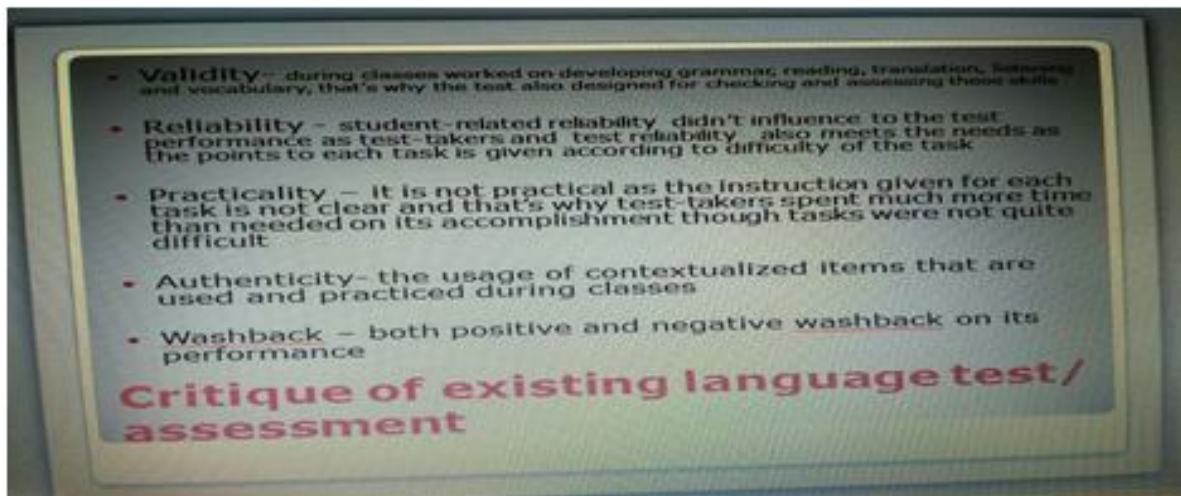 • Validity– during classes worked on developing grammar, reading, translation, listening
and vocabulary, that's why the test also designed for checking and assessing these skills
• Reliability – student-related reliability didn't influence to the test
performance as test-takers and test reliability also meets the needs as
the points to each task is given according to difficulty of the task
• Practicality – it is not practical as the instruction given for each
task is not clear and that's why test-takers spent much more time
than needed on its accomplishment though tasks were not quite
difficult
• Authenticity– the usage of contextualized items that are
used and practiced during classes
• Washback – both positive and negative washback on its
performance
Critique of existing language test/
assessment